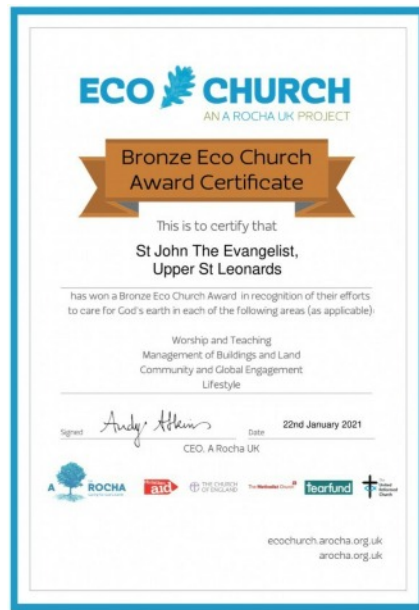 ECO CHURCH
AN A ROCHA UK PROJECT
Bronze Eco Church
Award Certificate
This is to certify that
St John The Evangelist,
Upper St Leonards
has won a Bronze Eco Church Award in recognition of their efforts
to care for God's earth in each of the following areas (as applicable):
Worship and Teaching
Management of Buildings and Land
Community and Global Engagement
Lifestyle
Signed Andy Atkins Date 22nd January 2021
CEO, A Rocha UK
A ROCHA
aid THE CHURCH OF ENGLAND The Methodist Church tearfund The United Reformed Church
ecochurch.arocha.org.uk
arocha.org.uk